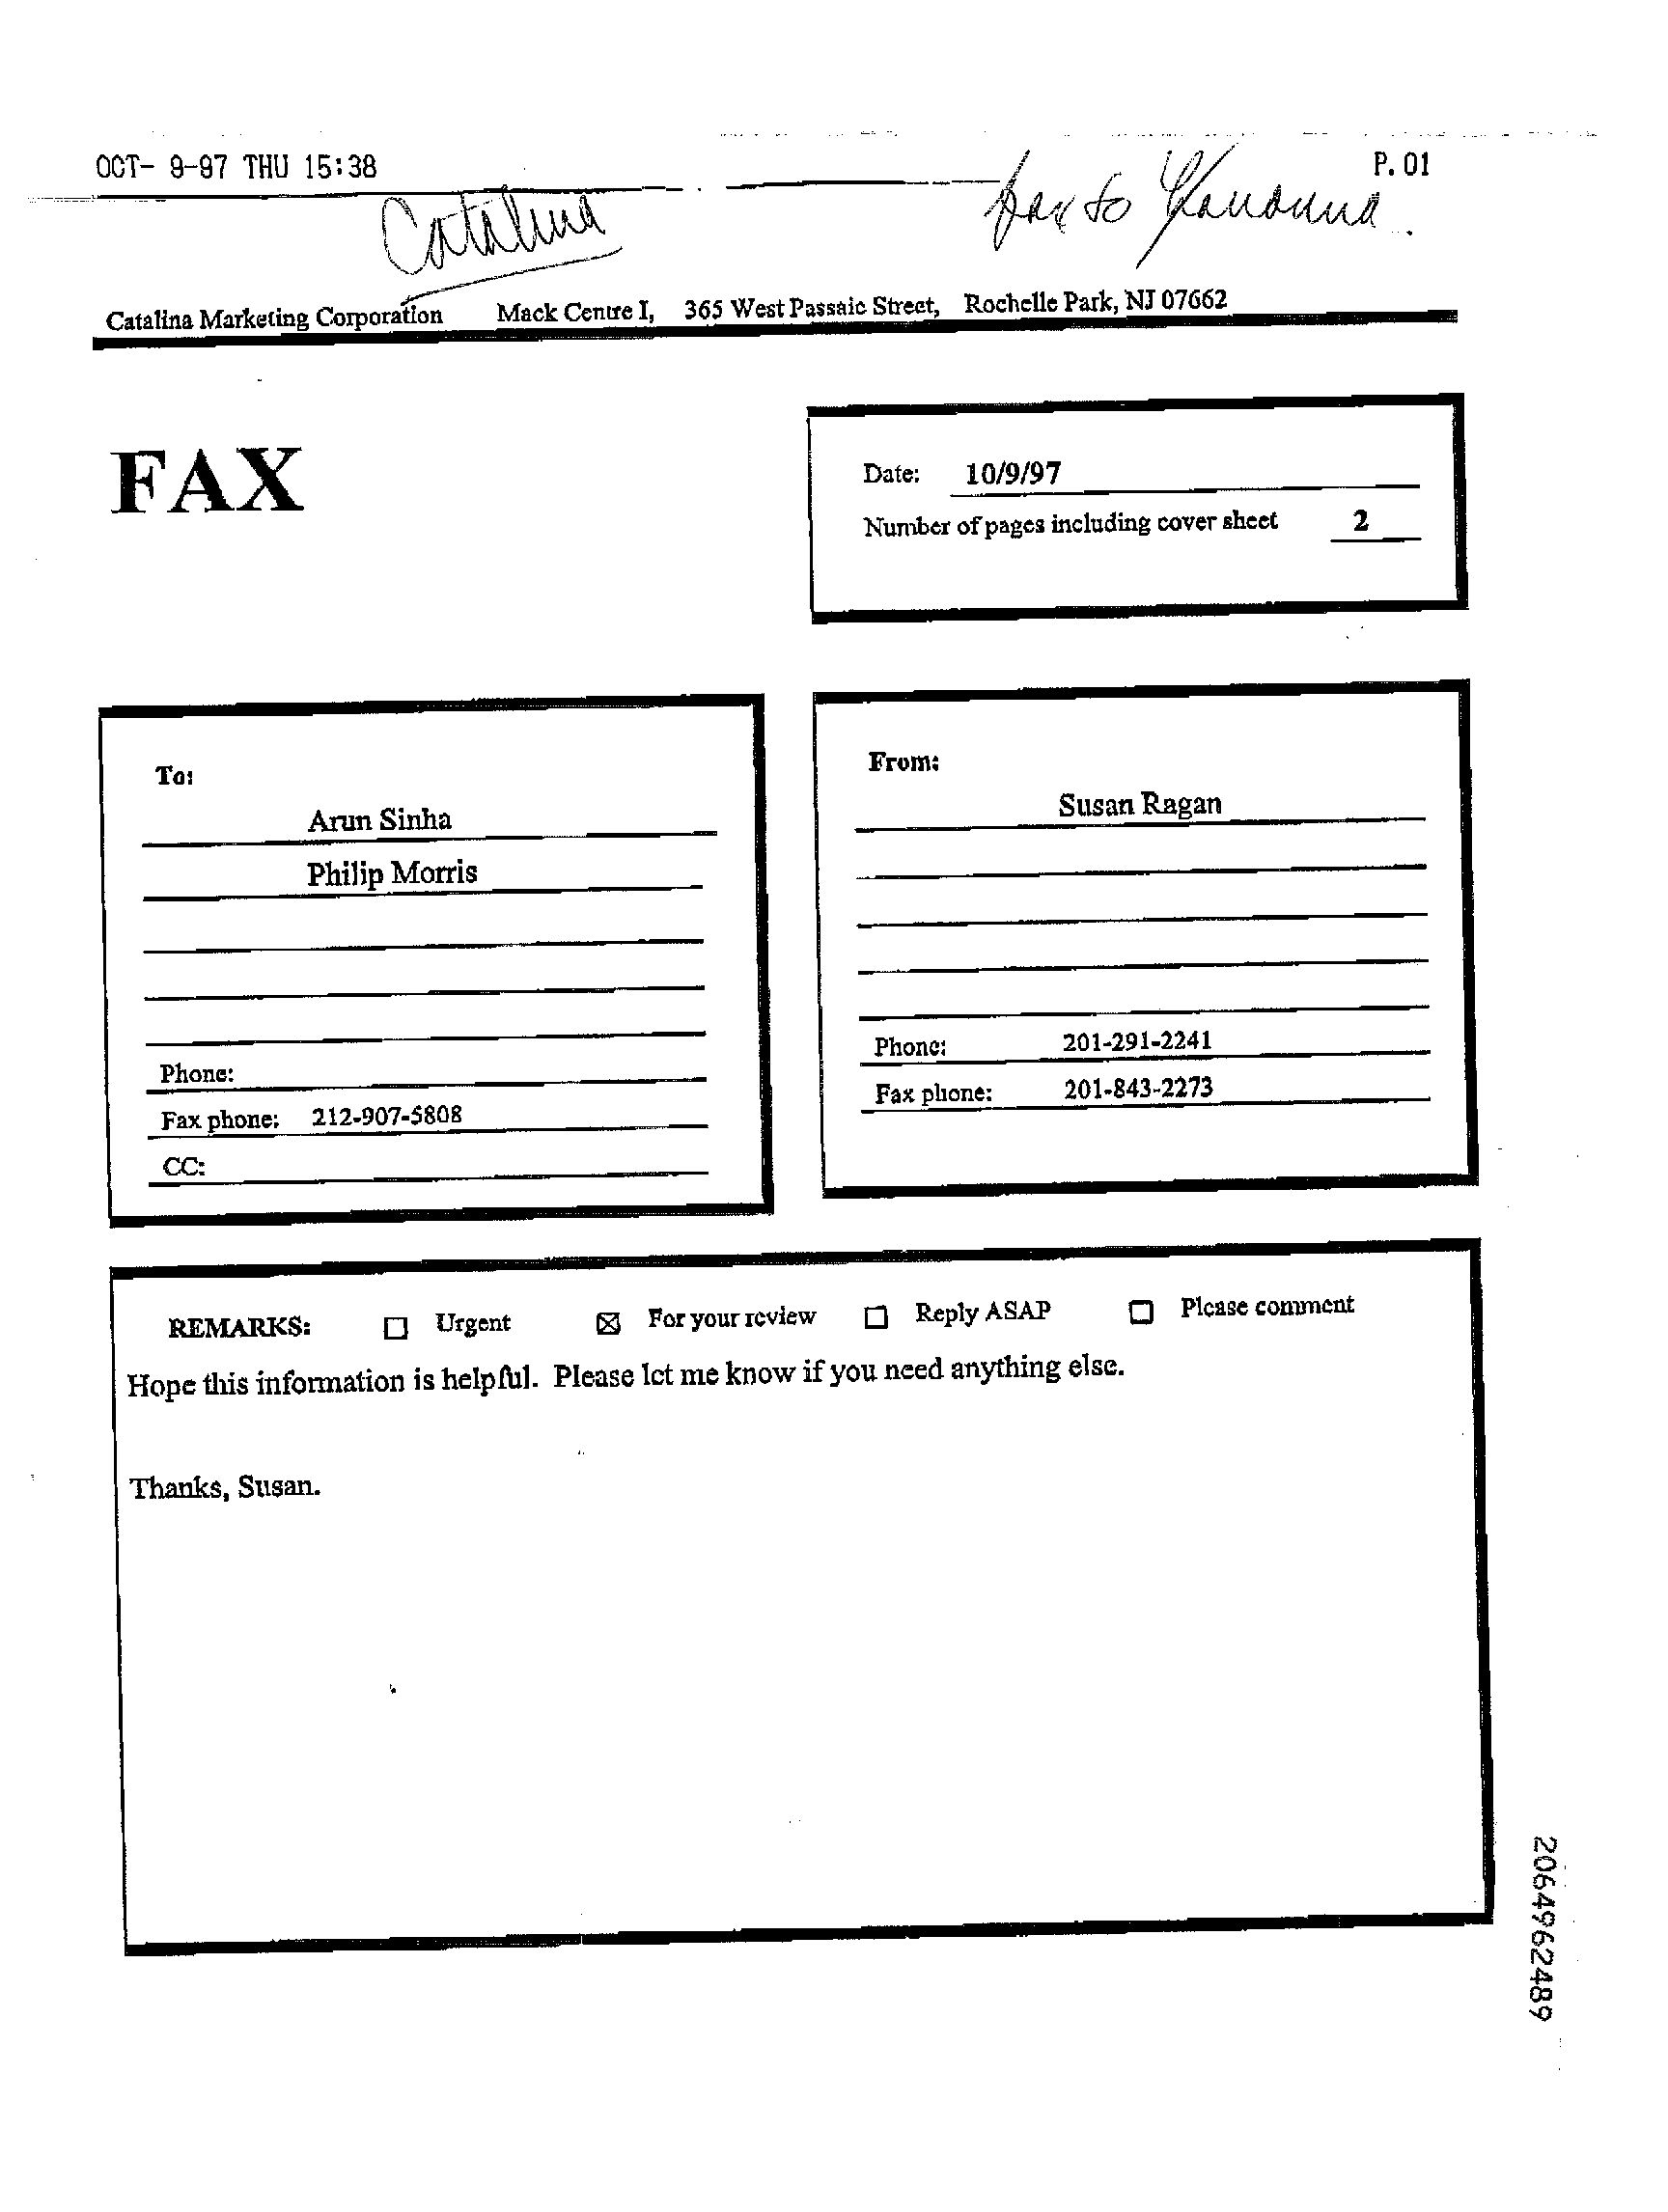 OCT- 9-97 THU 15:38
P. 01
Catalina
fax to
Catalina Marketing Corporation Mack Centre I, 365 West Passaic Street, Rochelle Park, NJ 07662
FAX
Date: 10/9/97
Number of pages including cover sheet 2
To:
Arun Sinha
Philip Morris
Phone:
Fax phone: 212-907-5808
CC:
From:
Susan Ragan
Phone: 201-291-2241
Fax phone: 201-843-2273
REMARKS: ☐ Urgent ☒ For your review ☐ Reply ASAP ☐ Please comment
Hope this information is helpful. Please let me know if you need anything else.
Thanks, Susan.
2064962489